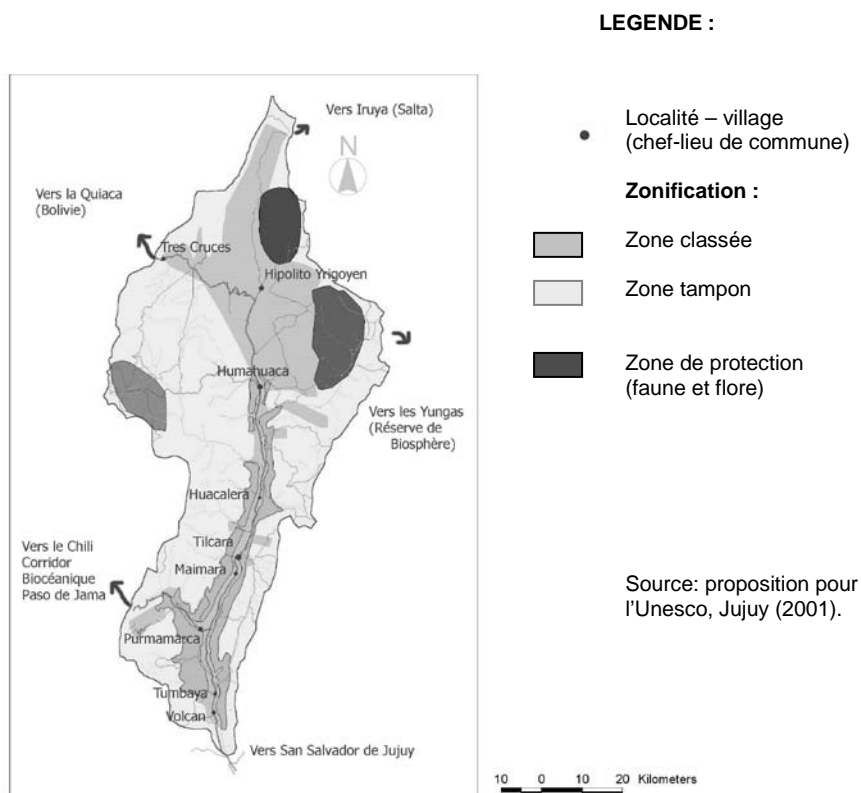 LEGENDE :
Vers Iruya (Salta)
N
Vers la Quiaca
(Bolivie)
Tres Cruces
Hipolito Yrigoyen
Humahuaca
Vers les Yungas
(Réserve de
Biosphère)
Huacalera
Tilcara
Maimara
Vers le Chili
Corridor
Biocéanique
Paso de Jama
Purmamarca
Tumbaya
Volcan
Vers San Salvador de Jujuy
Localité – village
(chef-lieu de commune)
Zonification :
Zone classée
Zone tampon
Zone de protection
(faune et flore)
Source: proposition pour
l’Unesco, Jujuy (2001).
10 0 10 20 Kilometers